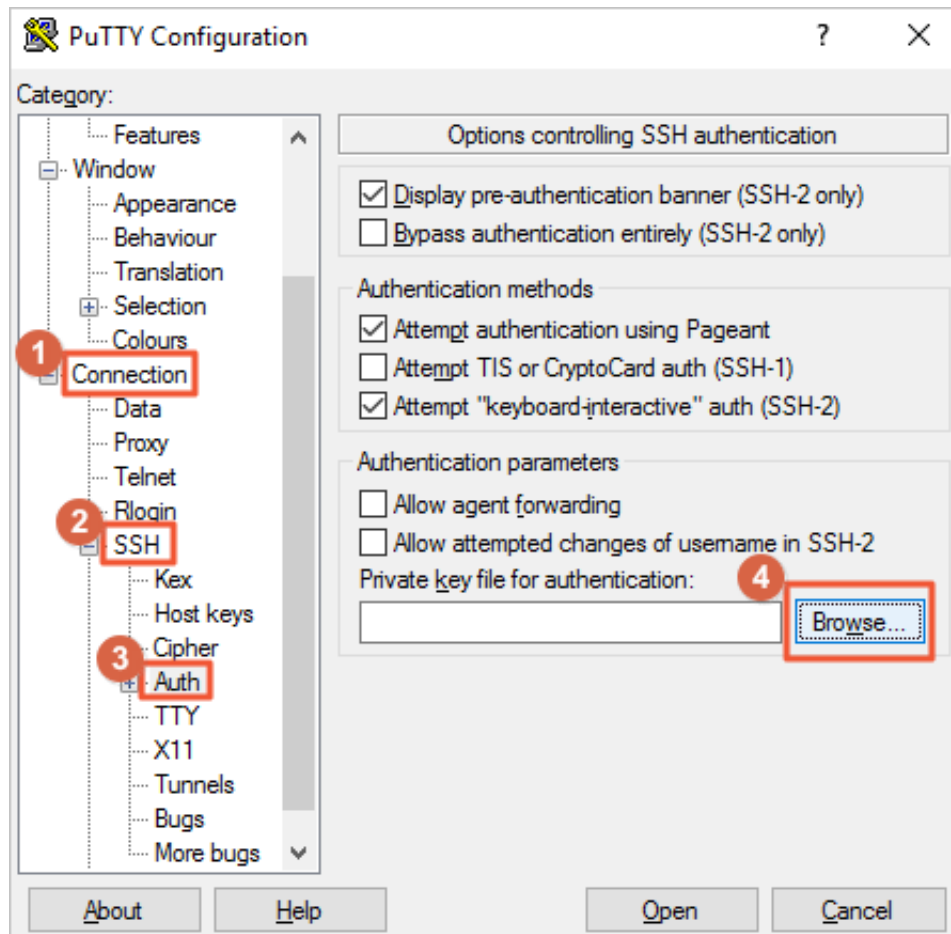 PuTTY Configuration
?
Category:
Features
Window
Appearance
Behaviour
Translation
Selection
Colours
1
Connection
Data
Proxy
Telnet
Rlogin
2
SSH
Kex
Host keys
Cipher
3
Auth
TTY
X11
Tunnels
Bugs
More bugs
Options controlling SSH authentication
Display pre-authentication banner (SSH-2 only)
Bypass authentication entirely (SSH-2 only)
Authentication methods
Attempt authentication using Pageant
Attempt TIS or CryptoCard auth (SSH-1)
Attempt "keyboard-interactive" auth (SSH-2)
Authentication parameters
Allow agent forwarding
Allow attempted changes of username in SSH-2
Private key file for authentication:
4
Browse...
About
Help
Open
Cancel